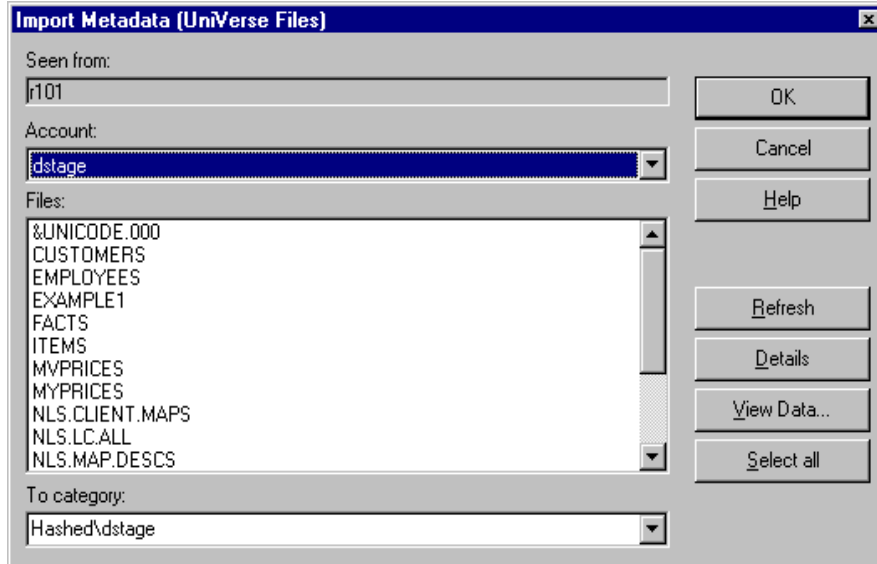 Import Metadata (UniVerse Files)
Seen from:
r101
OK
Account:
dstage
Cancel
Files:
Help
&UNICODE.000
CUSTOMERS
EMPLOYEES
EXAMPLE1
FACTS
ITEMS
MVPRICES
MYPRICES
NLS.CLIENT.MAPS
NLS.LC.ALL
NLS.MAP.DESCS
Refresh
Details
View Data...
Select all
To category:
Hashed\dstage